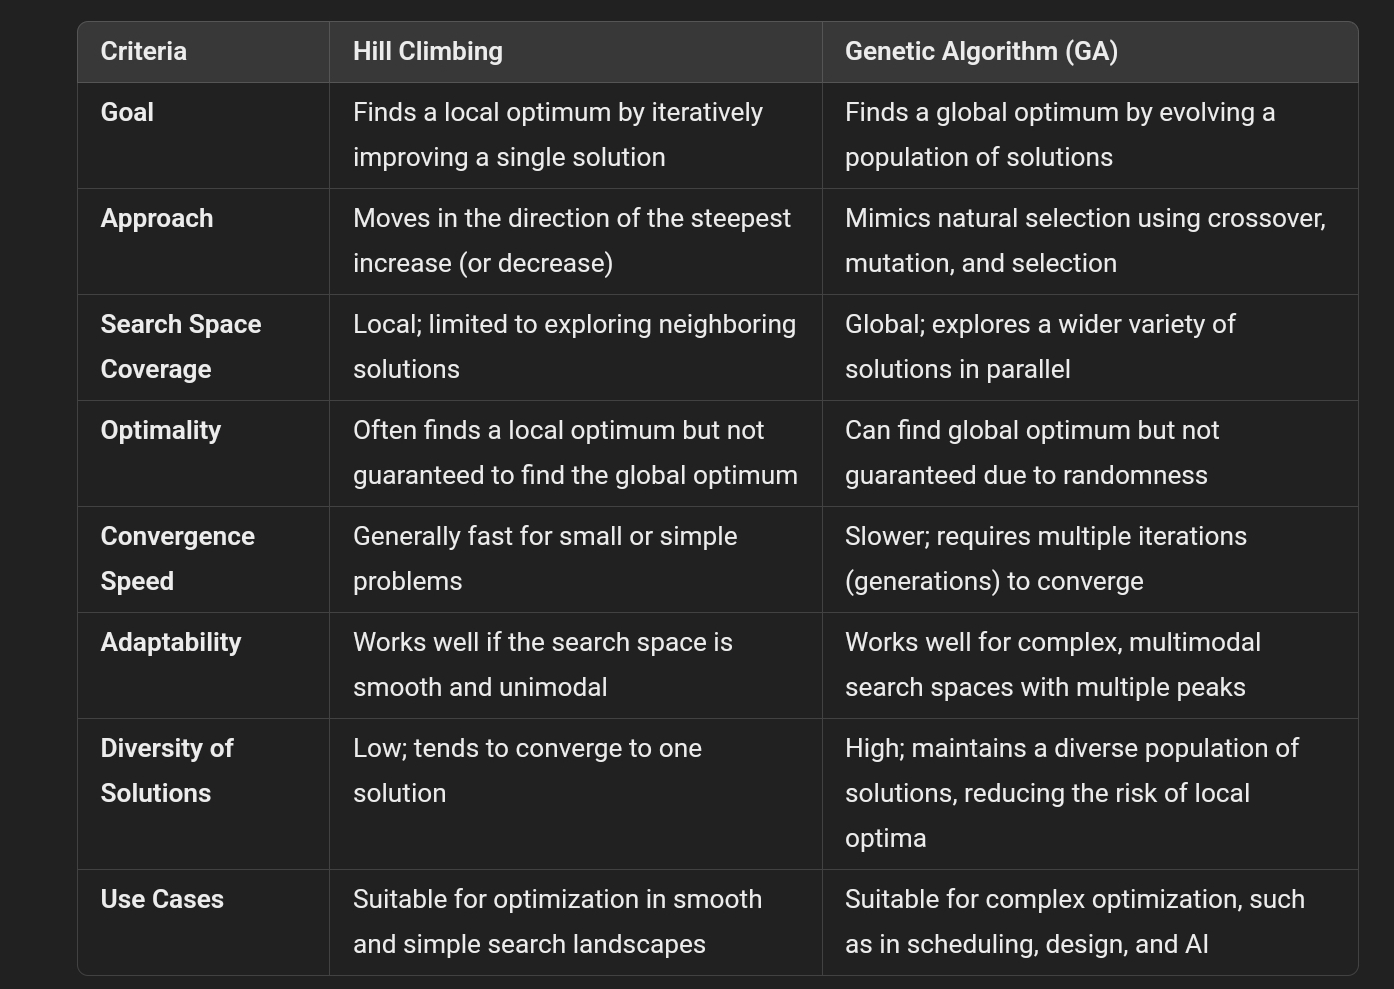 Criteria
Hill Climbing
Genetic Algorithm (GA)
Goal
Finds a local optimum by iteratively
improving a single solution
Finds a global optimum by evolving a
population of solutions
Approach
Moves in the direction of the steepest
increase (or decrease)
Mimics natural selection using crossover,
mutation, and selection
Search Space
Coverage
Local; limited to exploring neighboring
solutions
Global; explores a wider variety of
solutions in parallel
Optimality
Often finds a local optimum but not
guaranteed to find the global optimum
Can find global optimum but not
guaranteed due to randomness
Convergence
Speed
Generally fast for small or simple
problems
Slower; requires multiple iterations
(generations) to converge
Adaptability
Works well if the search space is
smooth and unimodal
Works well for complex, multimodal
search spaces with multiple peaks
Diversity of
Solutions
Low; tends to converge to one
solution
High; maintains a diverse population of
solutions, reducing the risk of local
optima
Use Cases
Suitable for optimization in smooth
and simple search landscapes
Suitable for complex optimization, such
as in scheduling, design, and AI